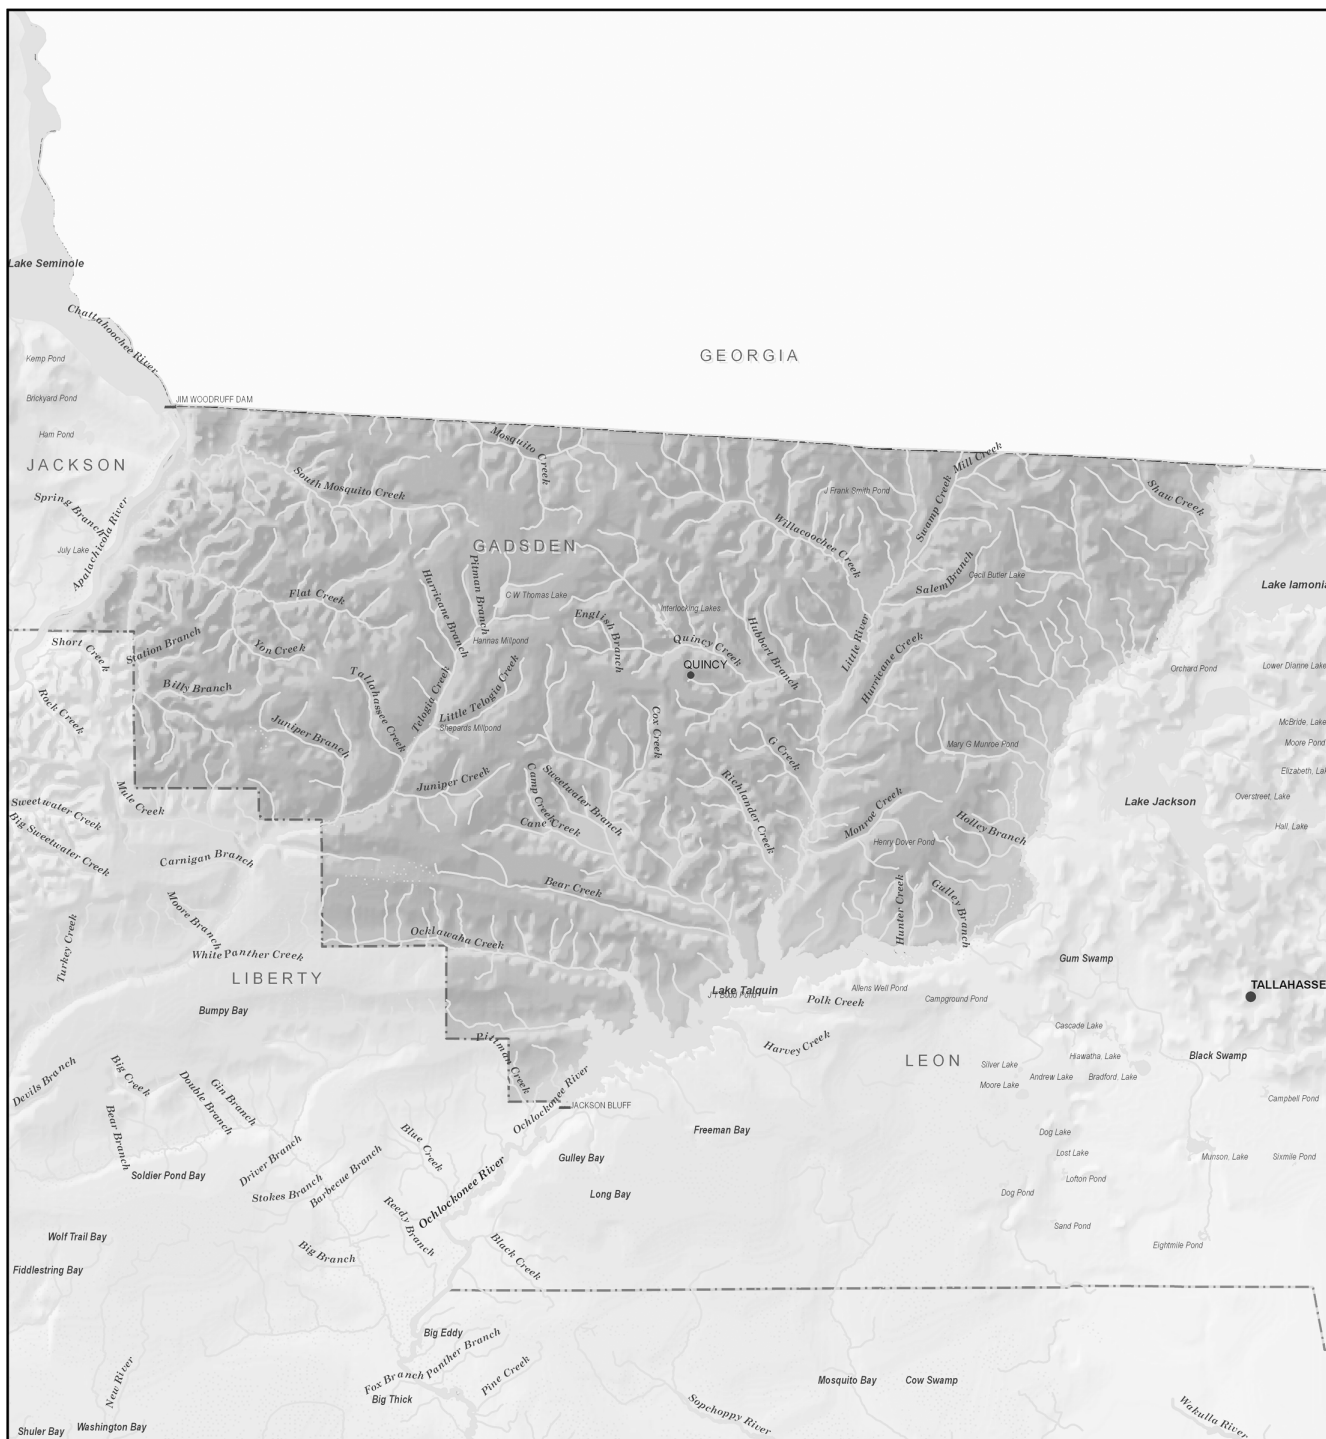 Lake Seminole
Chattahoochee River
GEORGIA
Kemp Pond
JIM WOODRUFF DAM
Brickyard Pond
Ham Pond
Mosquito Creek
Mill Creek
JACKSON
South Mosquito Creek
J Frank Smith Pond
Shaw Creek
Spring Branch
Apalachicola River
Swamp Creek
Willacoochee Creek
July Lake
GADSDEN
Pitman Branch
Hurricane Branch
Salem Branch
Cecil Butler Lake
Lake Iamonia
Flat Creek
C W Thomas Lake
Interlocking Lakes
English Branch
Hubbert Branch
Little River
Short Creek
Station Branch
Yon Creek
Hannas Millpond
Quincy Creek
QUINCY
Hurricane Creek
Orchard Pond
Lower Dianne Lake
Rock Creek
Billy Branch
Tallahassee Creek
Telogia Creek
Little Telogia Creek
Shepards Millpond
Juniper Branch
Cox Creek
G Creek
Mary G Munroe Pond
McBride, Lake
Moore Pond
Elizabeth, Lak
Juniper Creek
Camp Creek
Sweetwater Branch
Richlander Creek
Mule Creek
Sweetwater Creek
Lake Jackson
Overstreet, Lake
Big Sweetwater Creek
Cane Creek
Monroe Creek
Holley Branch
Hall, Lake
Henry Dover Pond
Carnigan Branch
Bear Creek
Moore Branch
Hunter Creek
Gulley Branch
Turkey Creek
Ocklawaha Creek
White Panther Creek
LIBERTY
Gum Swamp
Lake Talquin
J T Budd Pond
Allens Well Pond
Campground Pond
Polk Creek
TALLAHASSE
Bumpy Bay
Cascade Lake
Pittman Creek
Harvey Creek
LEON
Hiawatha, Lake
Black Swamp
Silver Lake
Andrew Lake
Bradford, Lake
Moore Lake
Devils Branch
Big Creek
Double Branch
Gin Branch
Ochlockonee River
JACKSON BLUFF
Campbell Pond
Bear Branch
Driver Branch
Blue Creek
Freeman Bay
Dog Lake
Lost Lake
Gulley Bay
Munson, Lake
Sixmile Pond
Soldier Pond Bay
Stokes Branch
Barbecue Branch
Ochlockonee River
Long Bay
Lofton Pond
Dog Pond
Reedy Branch
Sand Pond
Wolf Trail Bay
Big Branch
Black Creek
Eightmile Pond
Fiddlestring Bay
Big Eddy
Panther Branch
Fox Branch
Pine Creek
New River
Big Thick
Mosquito Bay
Cow Swamp
Sopchoppy River
Wakulla River
Washington Bay
Shuler Bay